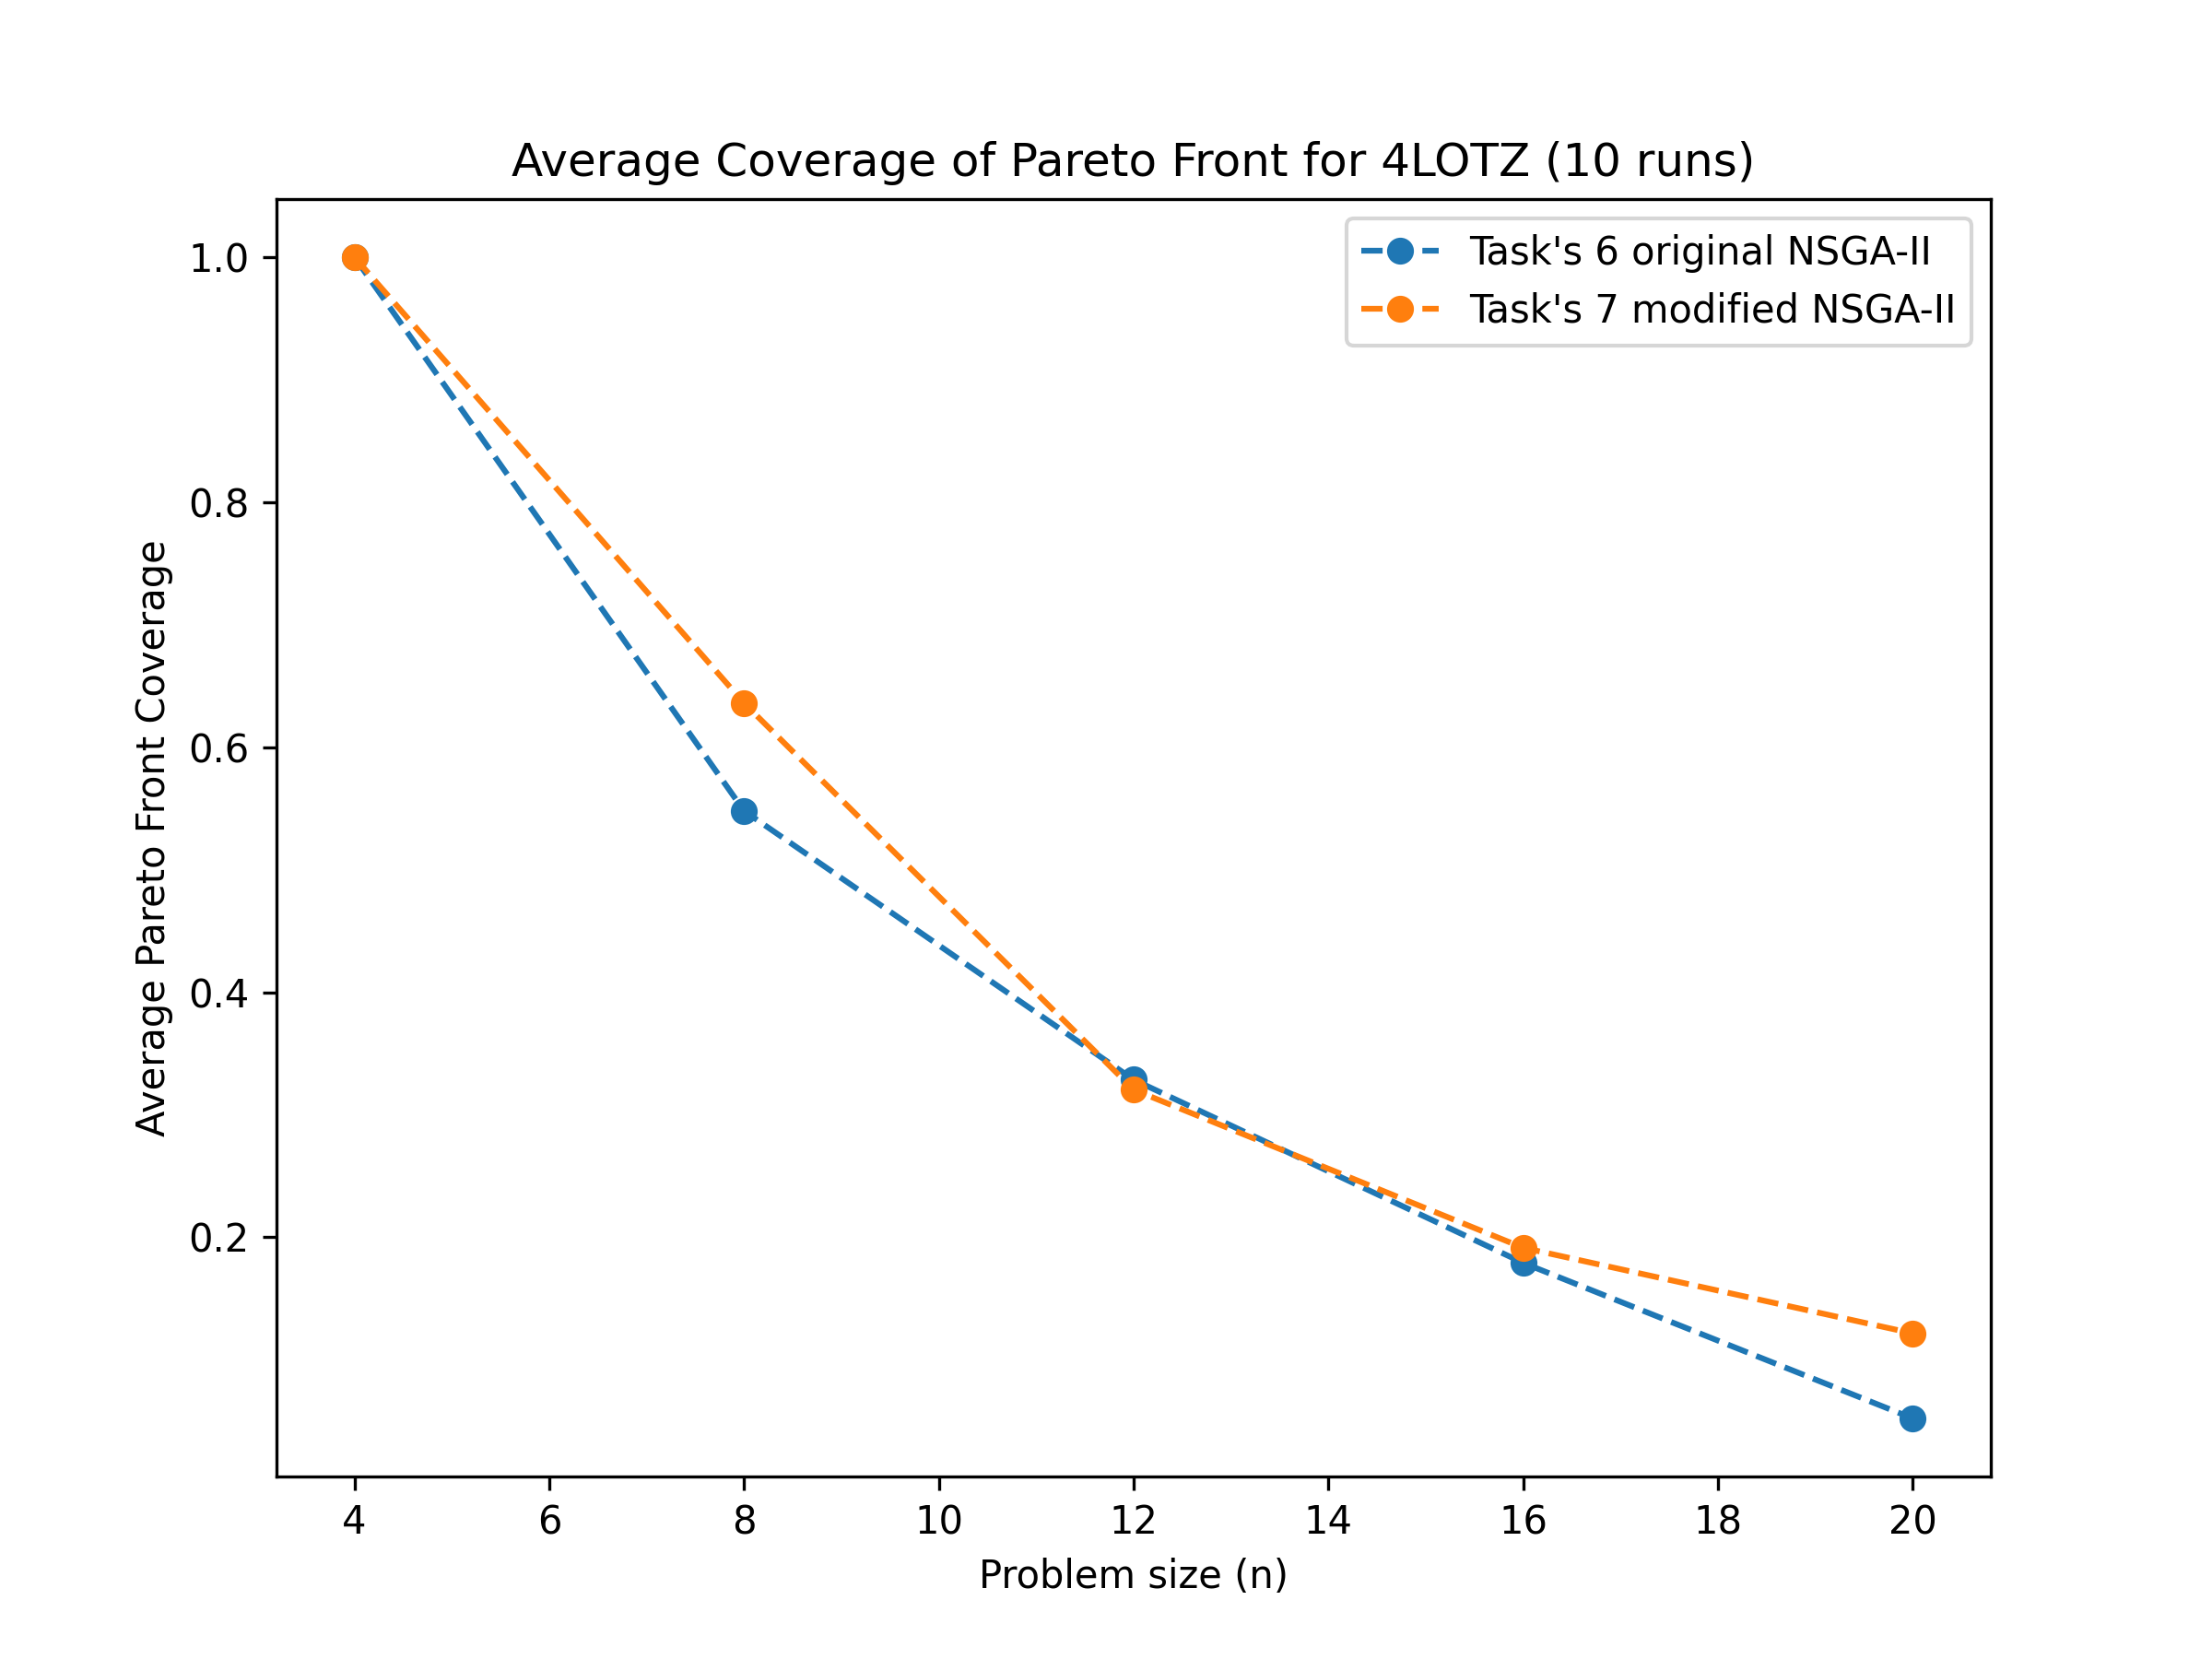 Average Coverage of Pareto Front for 4LOTZ (10 runs)
Task's 6 original NSGA-II
Task's 7 modified NSGA-II
Average Pareto Front Coverage
1.0
0.8
0.6
0.4
0.2
4 6 8 10 12 14 16 18 20
Problem size (n)